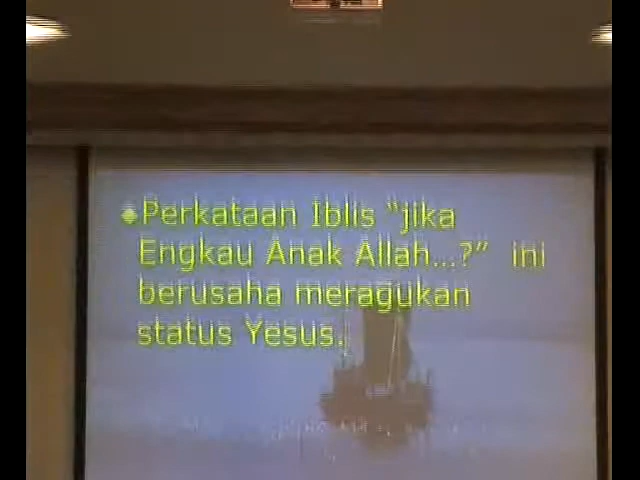 Perkataan Iblis “jika
Engkau Anak Allah...?” ini
berusaha meragukan
status Yesus.